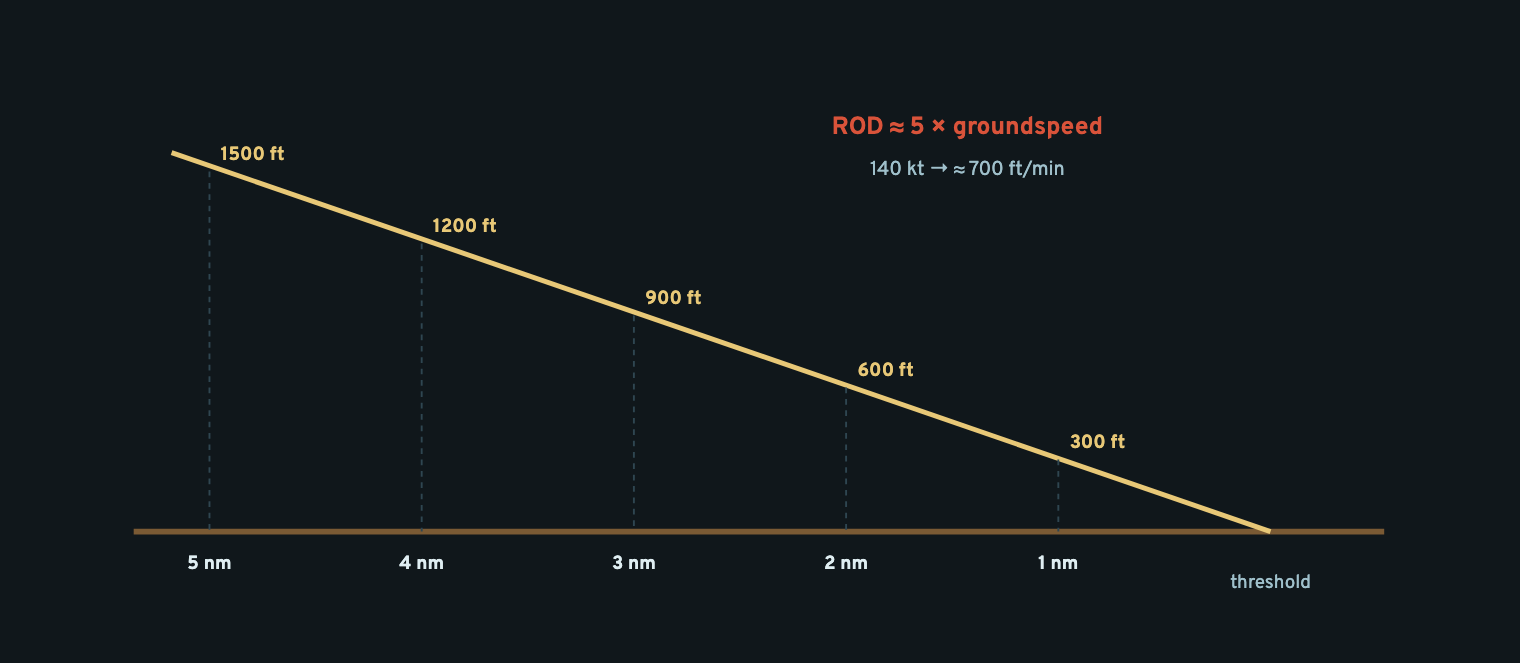 ROD ≈ 5 × groundspeed
140 kt → ≈ 700 ft/min
1500 ft
1200 ft
900 ft
600 ft
300 ft
5 nm
4 nm
3 nm
2 nm
1 nm
threshold